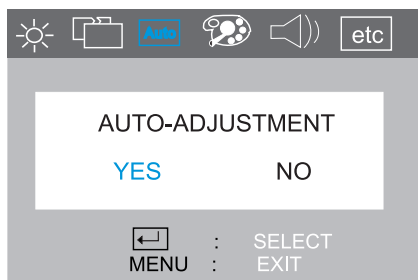 Auto etc
AUTO-ADJUSTMENT
YES NO
: SELECT
MENU : EXIT